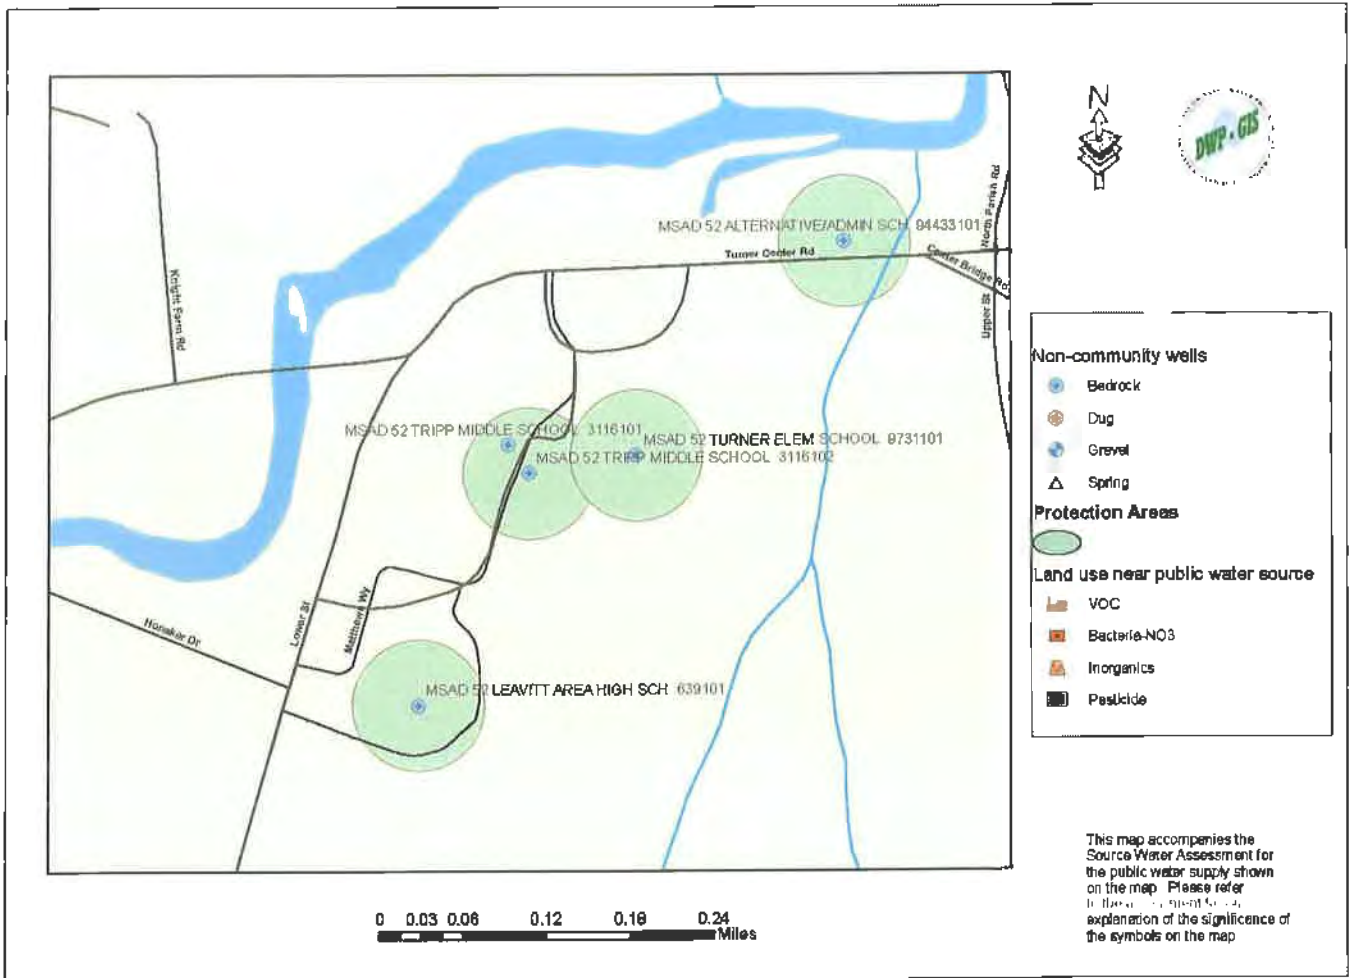 N
DWP - GIS
North Parish Rd
MSAD 52 ALTERNATIVE/ADMIN SCH 94433101
Turner Center Rd
Center Bridge Rd
Upper St
Knight Farm Rd
MSAD 52 TRIPP MIDDLE SCHOOL 3116101
MSAD 52 TURNER ELEM SCHOOL 9731101
MSAD 52 TRIPP MIDDLE SCHOOL 3116102
Matthews Wy
Lower St
MSAD 52 LEAVITT AREA HIGH SCH 639101
Non-community wells
Bedrock
Dug
Gravel
Spring
Protection Areas
Land use near public water source
VOC
Bacteria-NO3
Inorganics
Pesticide
This map accompanies the
Source Water Assessment for
the public water supply shown
on the map Please refer
explanation of the significance of
the symbols on the map
0 0.03 0.06 0.12 0.18 0.24
Miles